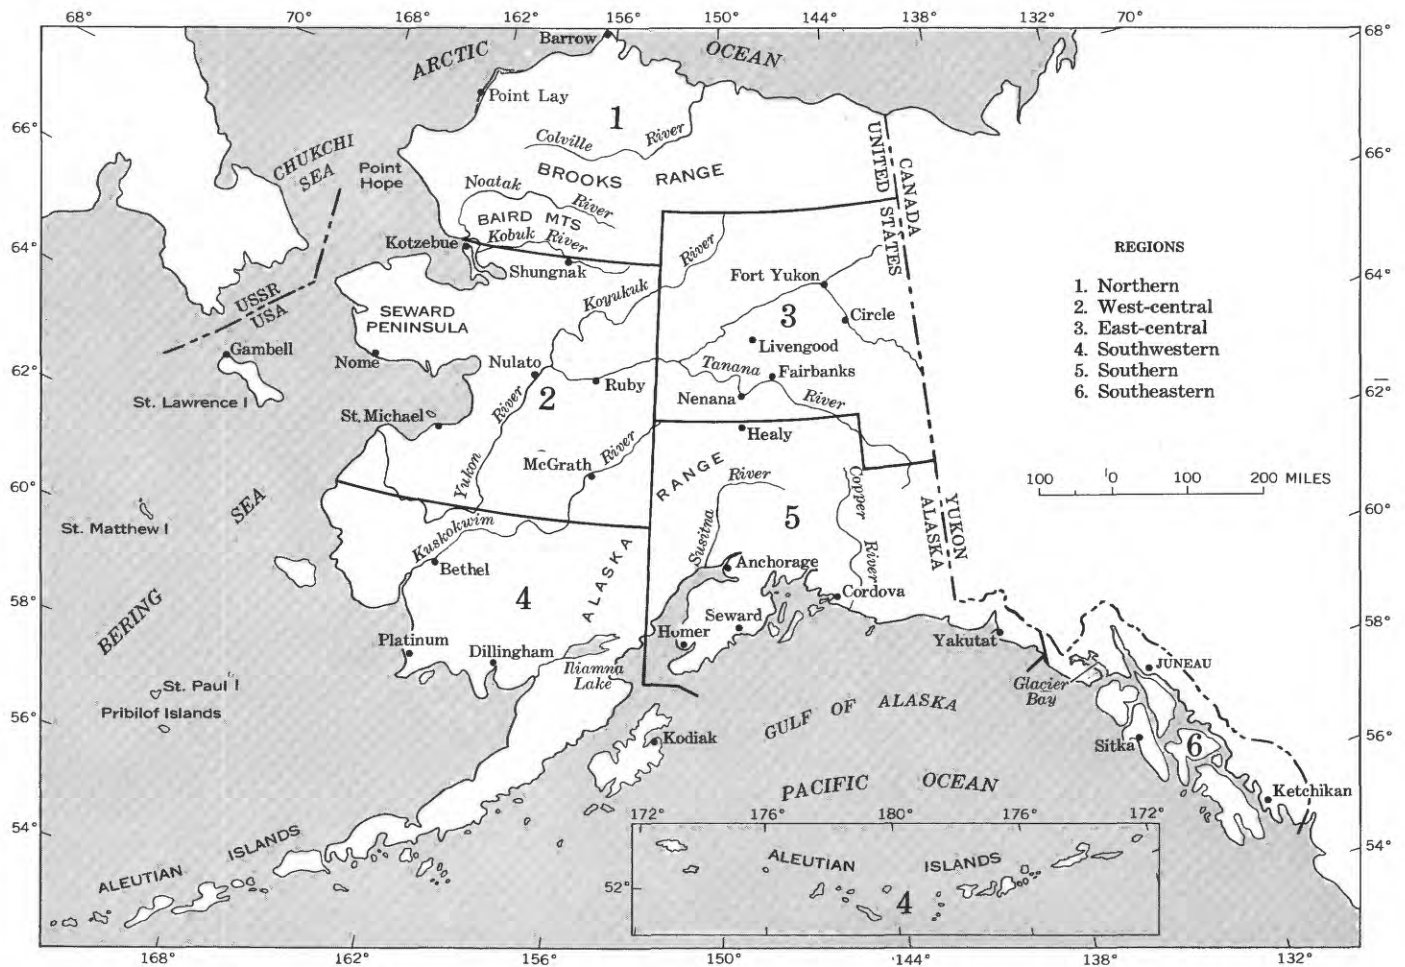 68° 70° 168° 162° 156° 150° 144° 138° 132° 70°
68°
Barrow
ARCTIC OCEAN
Point Lay
1
66°
Colville River
UNITED STATES
CANADA
66°
CHUKCHI
SEA
Point
Hope
BROOKS RANGE
Noatak River
BAIRD MTS
64°
Kotzebue
Kobuk River
Shungnak
River
Koyukuk
Fort Yukon
64°
REGIONS
1. Northern
2. West-central
3. East-central
4. Southwestern
5. Southern
6. Southeastern
USSR
USA
SEWARD
PENINSULA
3
Circle
Gambell
Nome
Livengood
Nulato
62°
Ruby
Tanana River
Fairbanks
62°
2
St. Lawrence I
Nenana
St. Michael
River
Yukon
Healy
McGrath
River
RANGE
100 0 100 200 MILES
60°
SEA
River
Susitna
Copper
River
YUKON
ALASKA
60°
St. Matthew I
Kuskokwim
5
ALASKA
Bethel
Anchorage
58°
4
Cordova
58°
BERING
Seward
Platinum
Homer
Yakutat
Dillingham
Iliamna
Lake
JUNEAU
Glacier
Bay
St. Paul I
56°
Pribilof Islands
GULF OF ALASKA
Kodiak
Sitka
6
56°
PACIFIC OCEAN
Ketchikan
54°
172° 176° 180° 176° 172°
54°
ALEUTIAN ISLANDS
ALEUTIAN ISLANDS
52°
4
168° 162° 156° 150° 144° 138° 132°